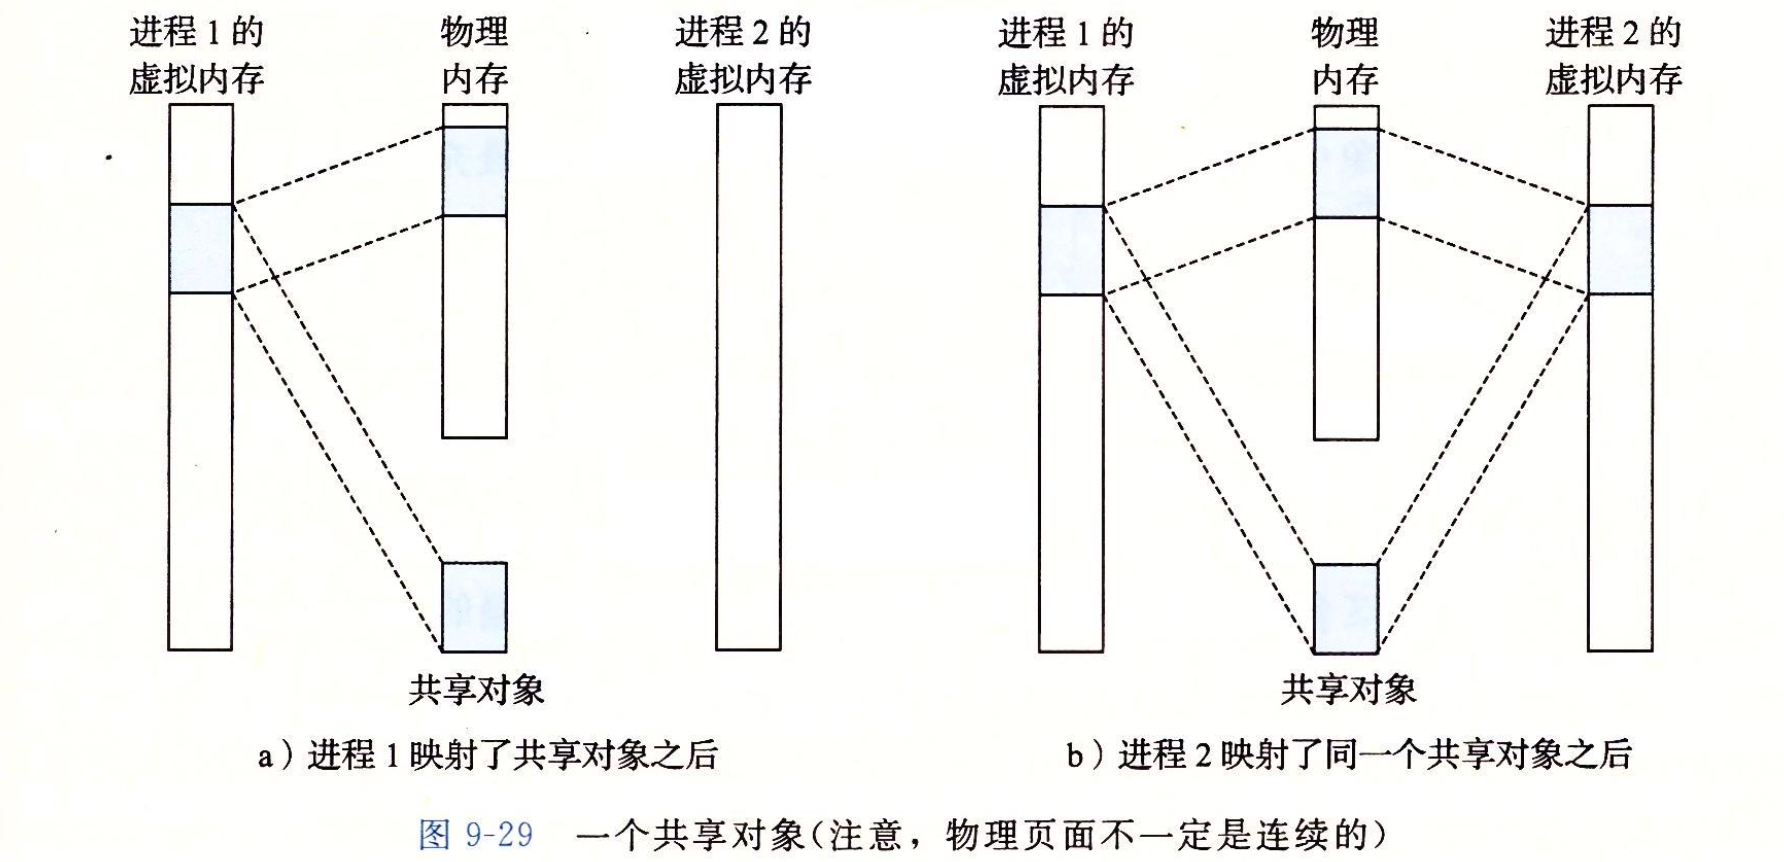 进程 1 的
虚拟内存
物理
内存
进程 2 的
虚拟内存
共享对象
a）进程 1 映射了共享对象之后
进程 1 的
虚拟内存
物理
内存
进程 2 的
虚拟内存
共享对象
b）进程 2 映射了同一个共享对象之后
图 9-29 一个共享对象(注意，物理页面不一定是连续的)